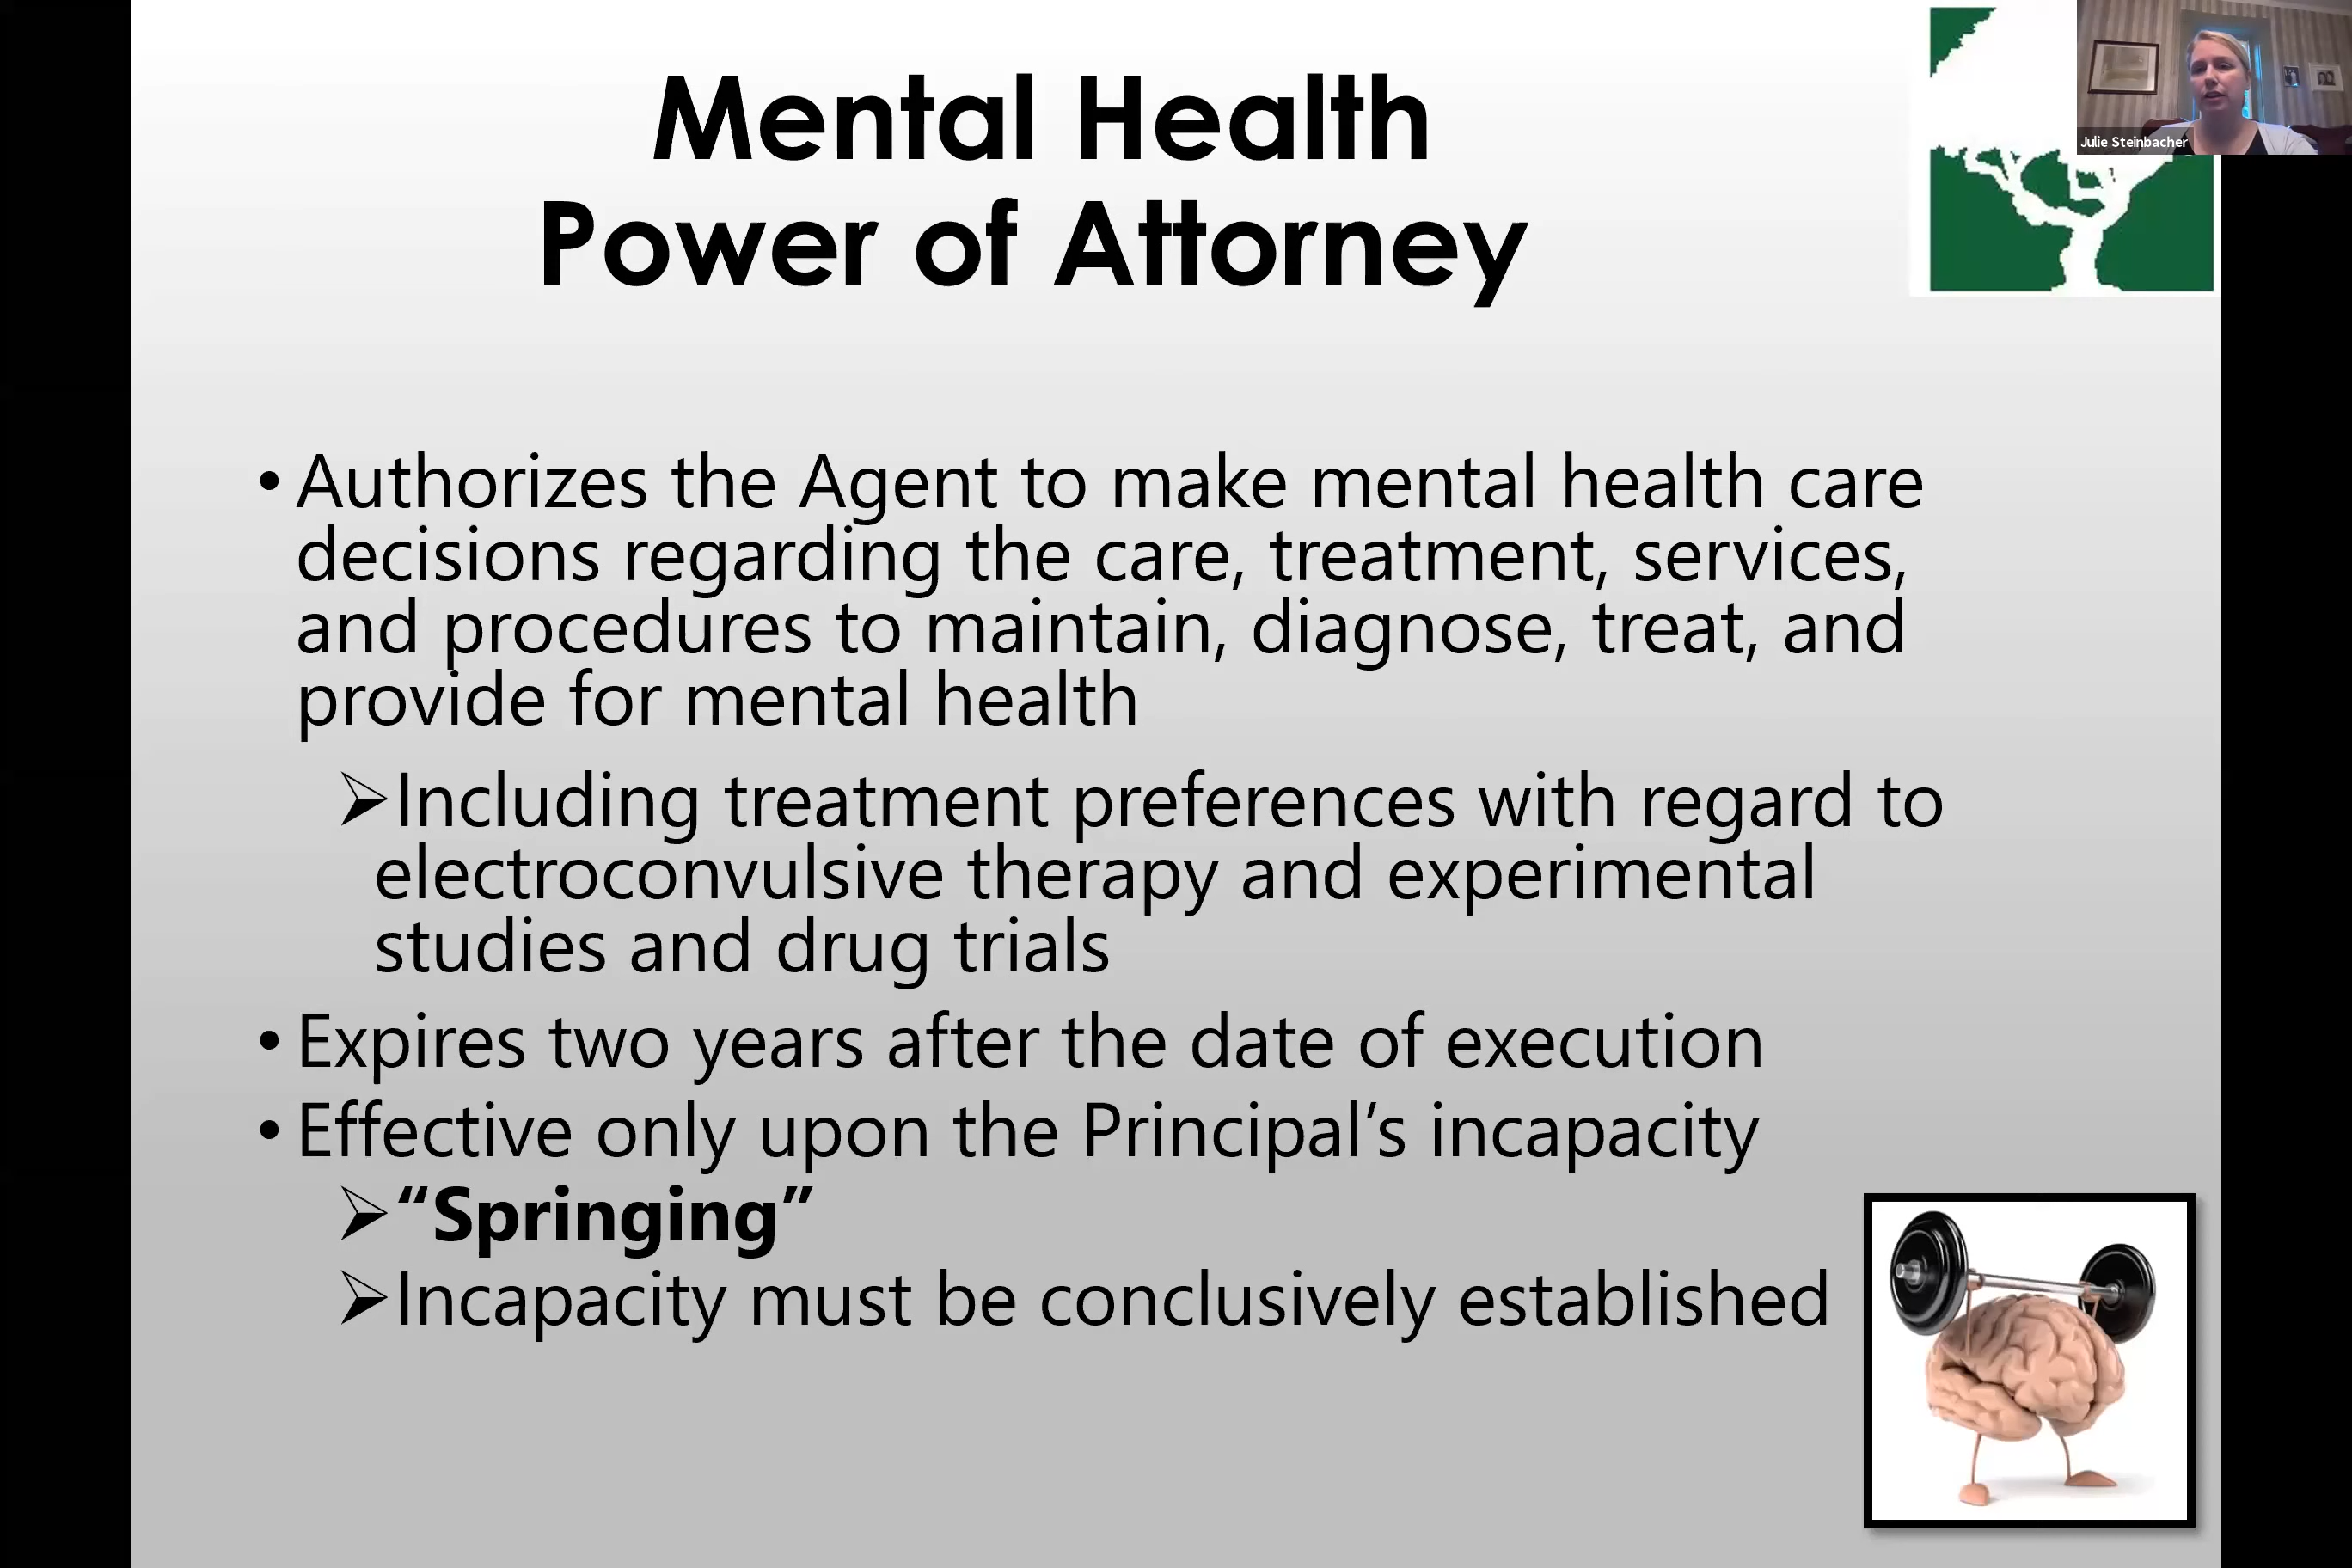 Mental Health
Power of Attorney
Julie Steinbacher
• Authorizes the Agent to make mental health care
decisions regarding the care, treatment, services,
and procedures to maintain, diagnose, treat, and
provide for mental health
➢Including treatment preferences with regard to
electroconvulsive therapy and experimental
studies and drug trials
• Expires two years after the date of execution
• Effective only upon the Principal’s incapacity
➢“Springing”
➢Incapacity must be conclusively established